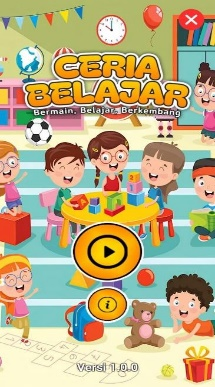 CERIA
BELAJAR
Bermain, Belajar, Berkembang
Versi 1.0.0